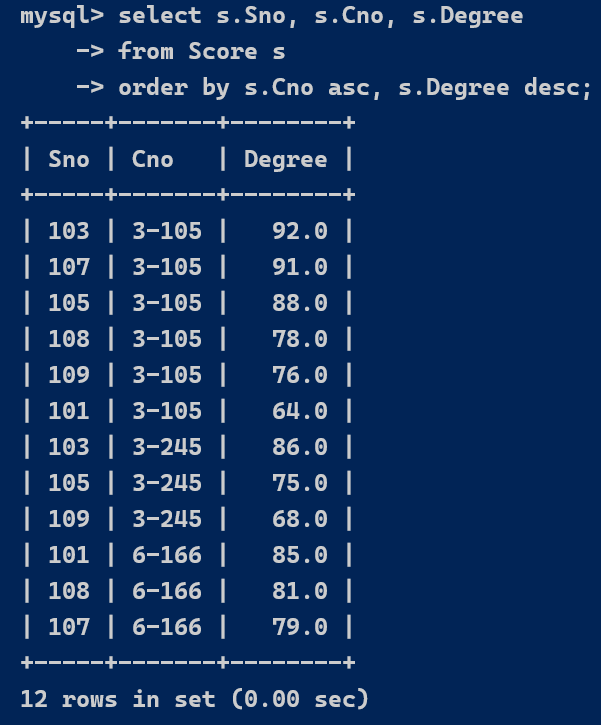 mysql> select s.Sno, s.Cno, s.Degree
    -> from Score s
    -> order by s.Cno asc, s.Degree desc;
+-----+-------+--------+
| Sno | Cno   | Degree |
+-----+-------+--------+
| 103 | 3-105 |   92.0 |
| 107 | 3-105 |   91.0 |
| 105 | 3-105 |   88.0 |
| 108 | 3-105 |   78.0 |
| 109 | 3-105 |   76.0 |
| 101 | 3-105 |   64.0 |
| 103 | 3-245 |   86.0 |
| 105 | 3-245 |   75.0 |
| 109 | 3-245 |   68.0 |
| 101 | 6-166 |   85.0 |
| 108 | 6-166 |   81.0 |
| 107 | 6-166 |   79.0 |
+-----+-------+--------+
12 rows in set (0.00 sec)